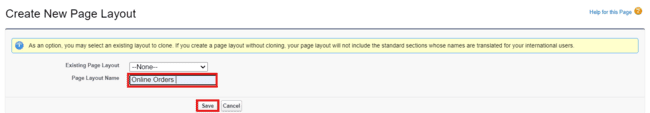 Create New Page Layout
Help for this Page
As an option, you may select an existing layout to clone. If you create a page layout without cloning, your page layout will not include the standard sections whose names are translated for your international users.
Existing Page Layout --None--
Page Layout Name Online Orders
Save Cancel